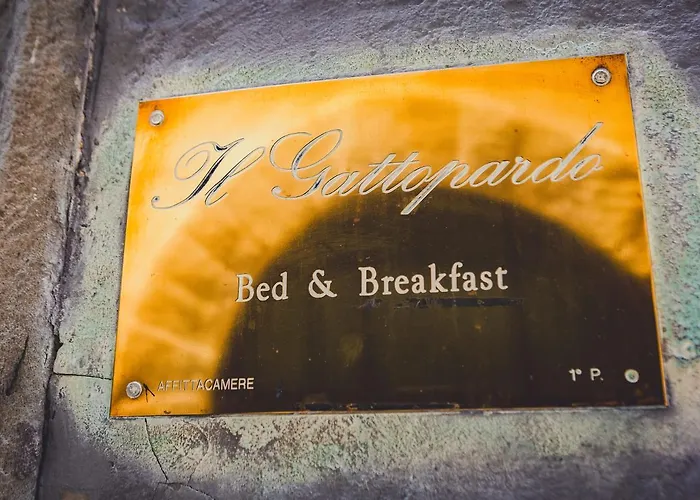 Il Gattopardo
Bed & Breakfast
AFFITTACAMERE
1° P.